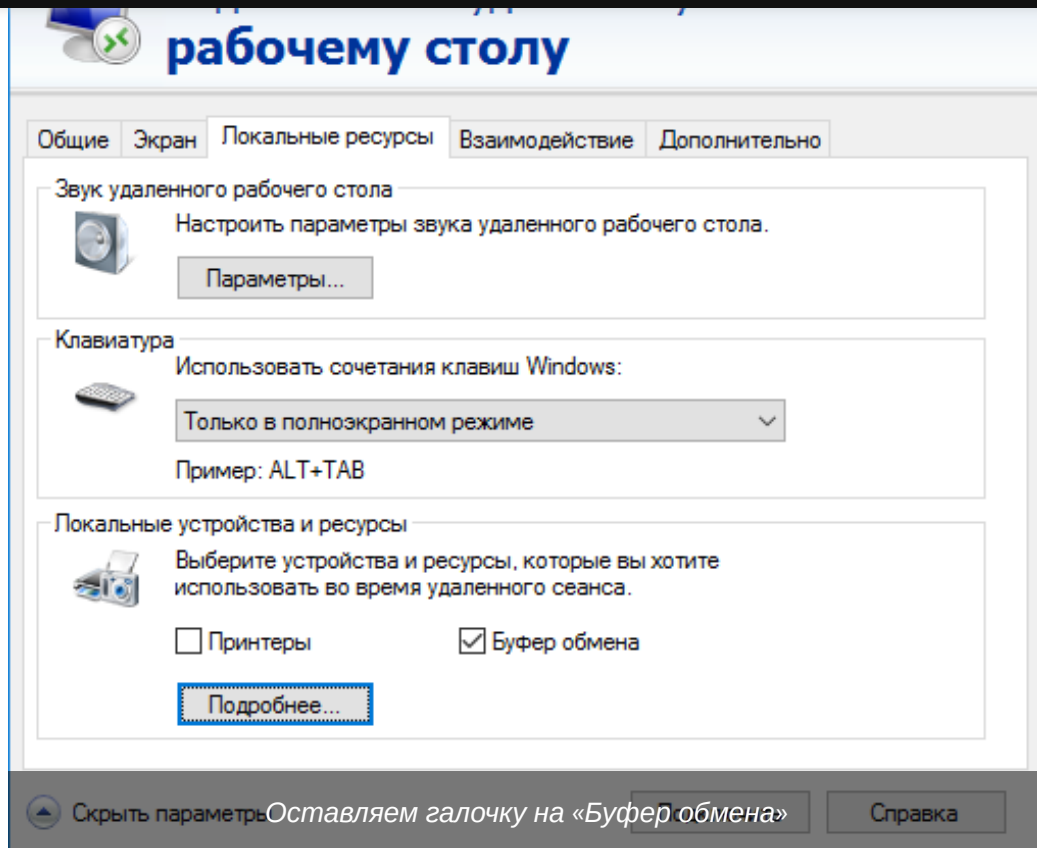 рабочему столу
Общие
Экран
Локальные ресурсы
Взаимодействие
Дополнительно
Звук удаленного рабочего стола
Настроить параметры звука удаленного рабочего стола.
Параметры...
Клавиатура
Использовать сочетания клавиш Windows:
Только в полноэкранном режиме
Пример: ALT+TAB
Локальные устройства и ресурсы
Выберите устройства и ресурсы, которые вы хотите
использовать во время удаленного сеанса.
Принтеры
Буфер обмена
Подробнее...
Скрыть параметры
Оставляем галочку на «Буфер обмена»
Справка